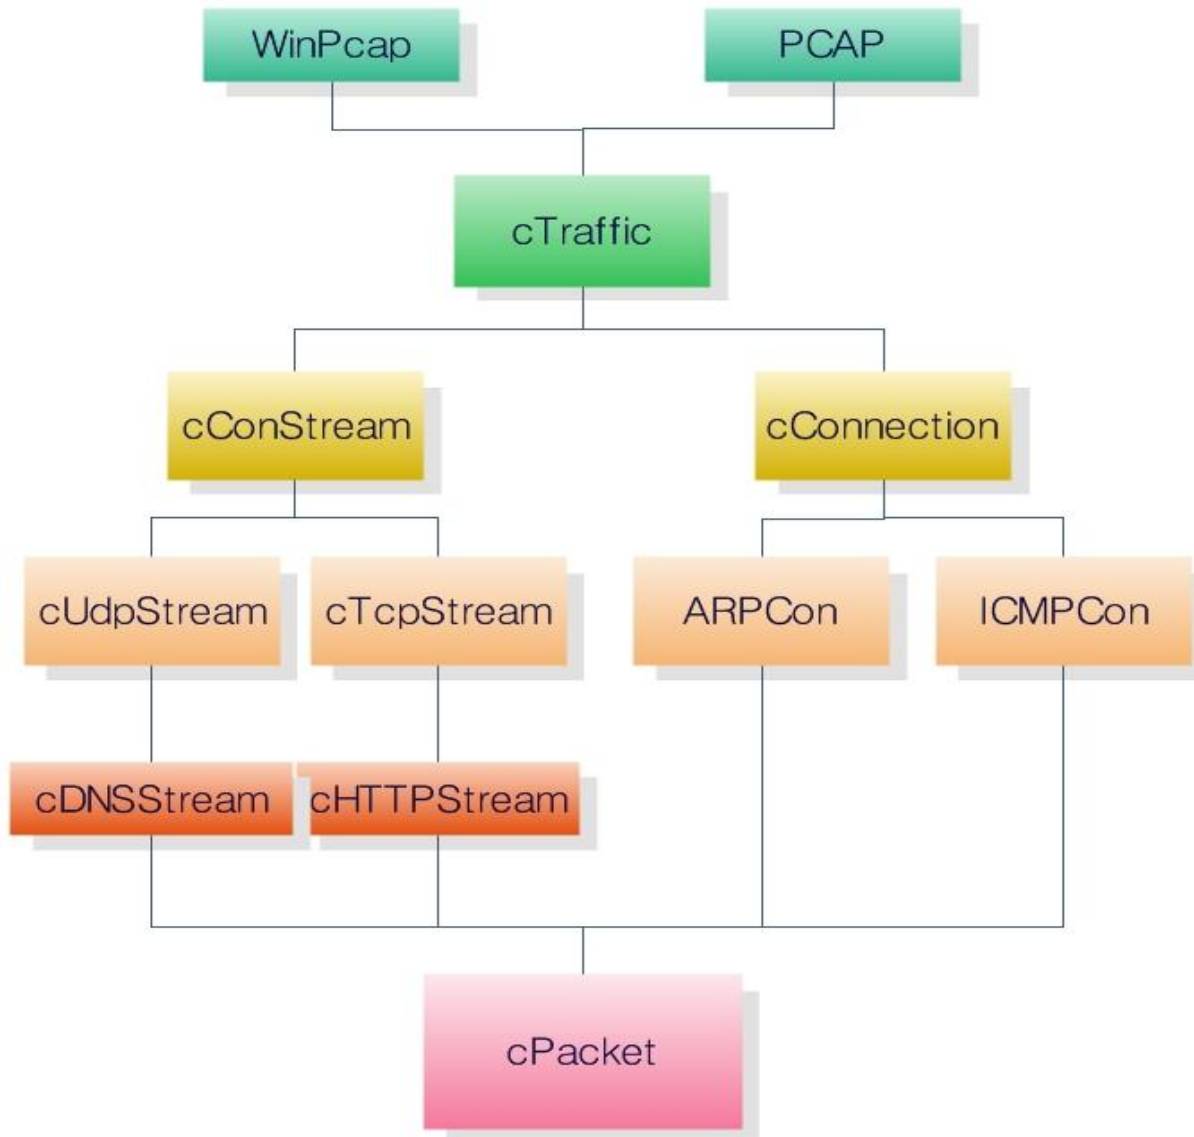 WinPcap
PCAP
cTraffic
cConStream
cConnection
cUdpStream
cTcpStream
ARPCon
ICMPCon
cDNSStream
cHTTPStream
cPacket